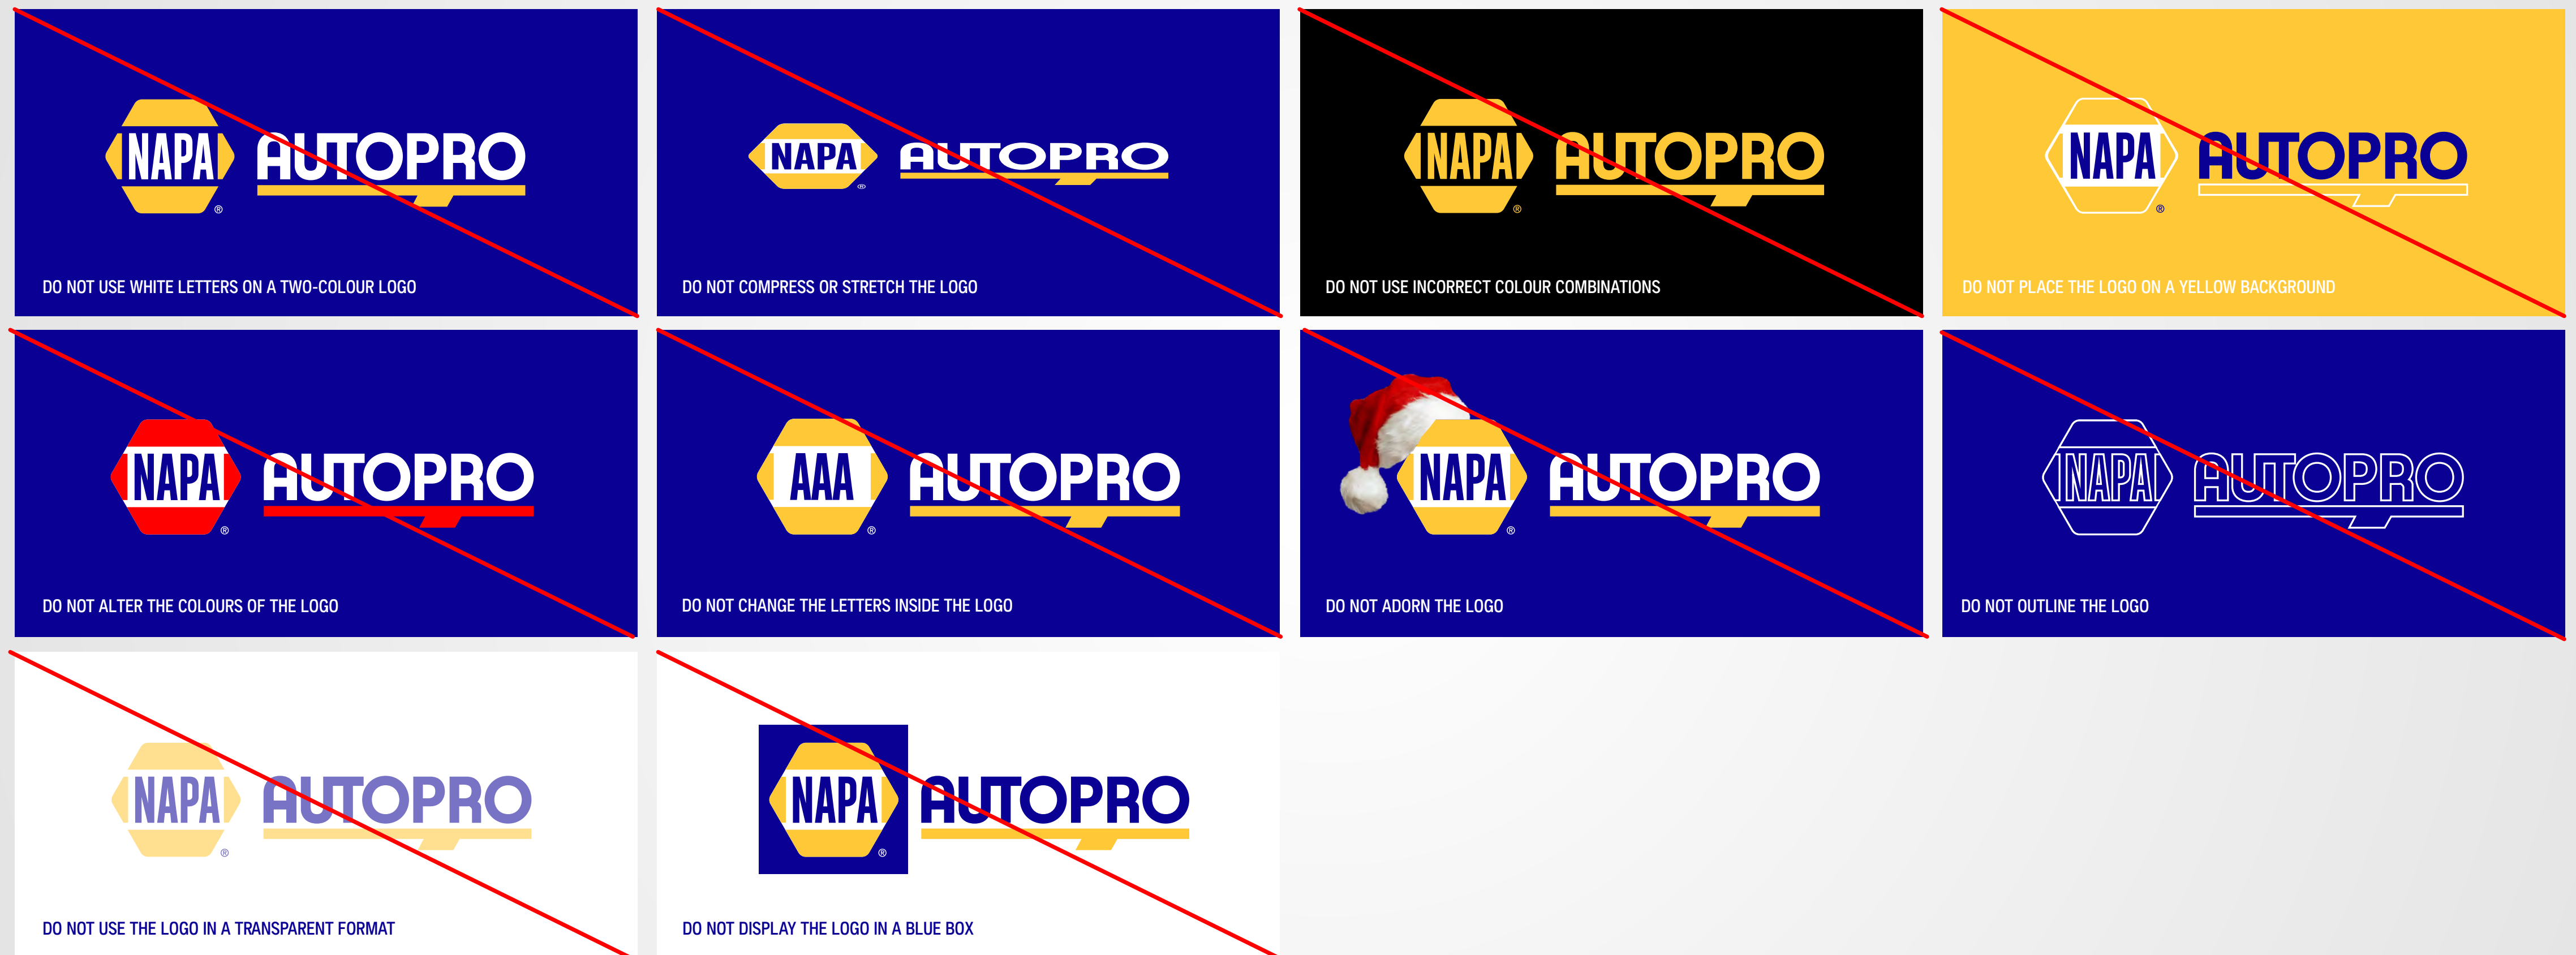 NAPA AUTOPRO
®
DO NOT USE WHITE LETTERS ON A TWO-COLOUR LOGO
NAPA AUTOPRO
®
DO NOT COMPRESS OR STRETCH THE LOGO
NAPA AUTOPRO
®
DO NOT USE INCORRECT COLOUR COMBINATIONS
NAPA AUTOPRO
®
DO NOT PLACE THE LOGO ON A YELLOW BACKGROUND
NAPA AUTOPRO
®
DO NOT ALTER THE COLOURS OF THE LOGO
AAA AUTOPRO
®
DO NOT CHANGE THE LETTERS INSIDE THE LOGO
NAPA AUTOPRO
®
DO NOT ADORN THE LOGO
NAPA AUTOPRO
DO NOT OUTLINE THE LOGO
NAPA AUTOPRO
®
DO NOT USE THE LOGO IN A TRANSPARENT FORMAT
NAPA AUTOPRO
®
DO NOT DISPLAY THE LOGO IN A BLUE BOX